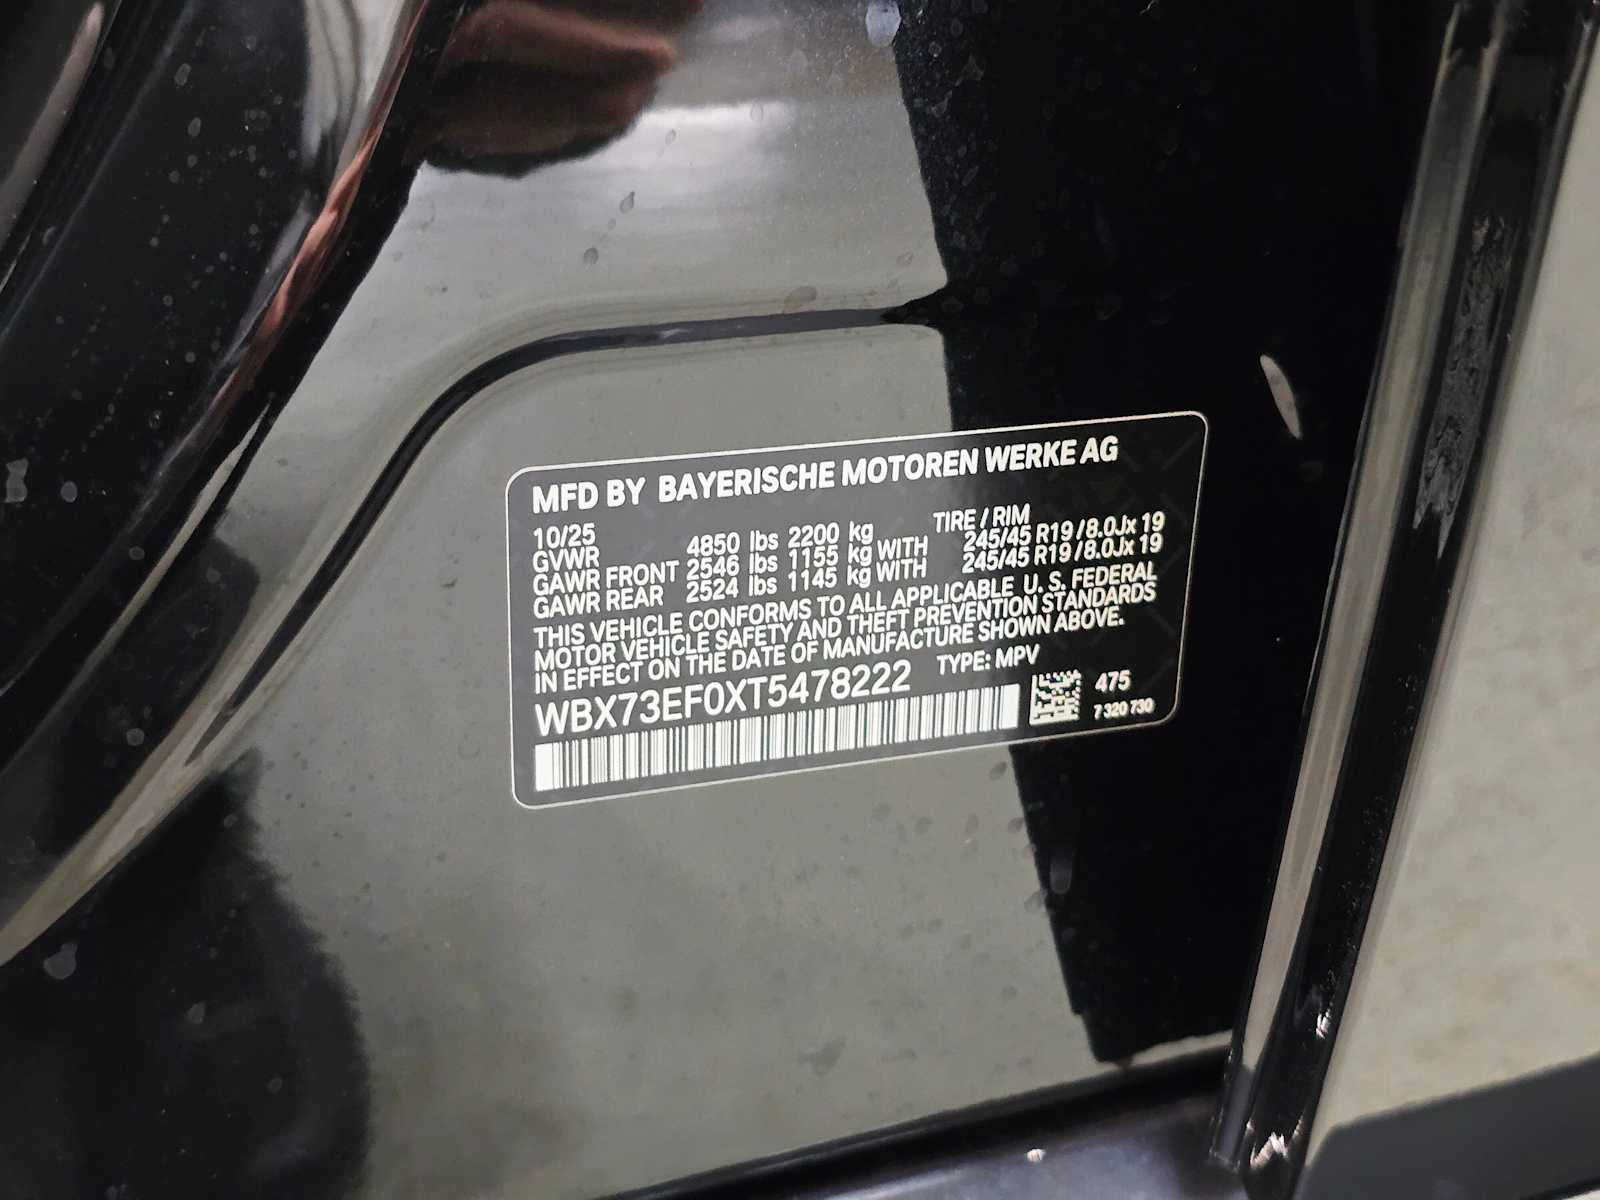 MFD BY BAYERISCHE MOTOREN WERKE AG
10/25 TIRE / RIM
GVWR 4850 lbs 2200 kg
GAWR FRONT 2546 lbs 1155 kg WITH 245/45 R19 / 8.0Jx 19
GAWR REAR 2524 lbs 1145 kg WITH 245/45 R19 / 8.0Jx 19
THIS VEHICLE CONFORMS TO ALL APPLICABLE U. S. FEDERAL
MOTOR VEHICLE SAFETY AND THEFT PREVENTION STANDARDS
IN EFFECT ON THE DATE OF MANUFACTURE SHOWN ABOVE.
WBX73EF0XT5478222 TYPE: MPV
475
7 320 730